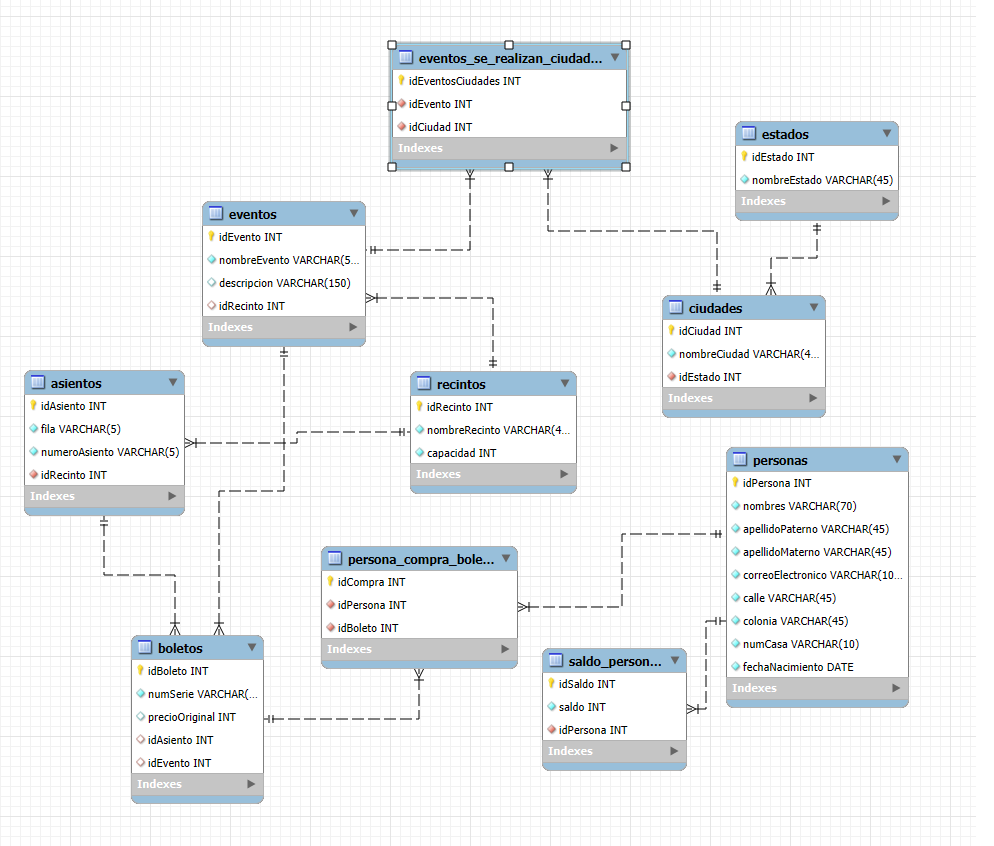 eventos_se_realizan_ciudad...
idEventosCiudades INT
idEvento INT
idCiudad INT
Indexes
estados
idEstado INT
nombreEstado VARCHAR(45)
Indexes
eventos
idEvento INT
nombreEvento VARCHAR(5...
descripcion VARCHAR(150)
idRecinto INT
Indexes
ciudades
idCiudad INT
nombreCiudad VARCHAR(4...
idEstado INT
Indexes
asientos
idAsiento INT
fila VARCHAR(5)
numeroAsiento VARCHAR(5)
idRecinto INT
Indexes
recintos
idRecinto INT
nombreRecinto VARCHAR(4...
capacidad INT
Indexes
personas
idPersona INT
nombres VARCHAR(70)
apellidoPaterno VARCHAR(45)
apellidoMaterno VARCHAR(45)
correoElectronico VARCHAR(10...
calle VARCHAR(45)
colonia VARCHAR(45)
numCasa VARCHAR(10)
fechaNacimiento DATE
Indexes
persona_compra_bole...
idCompra INT
idPersona INT
idBoleto INT
Indexes
boletos
idBoleto INT
numSerie VARCHAR(...
precioOriginal INT
idAsiento INT
idEvento INT
Indexes
saldo_person...
idSaldo INT
saldo INT
idPersona INT
Indexes